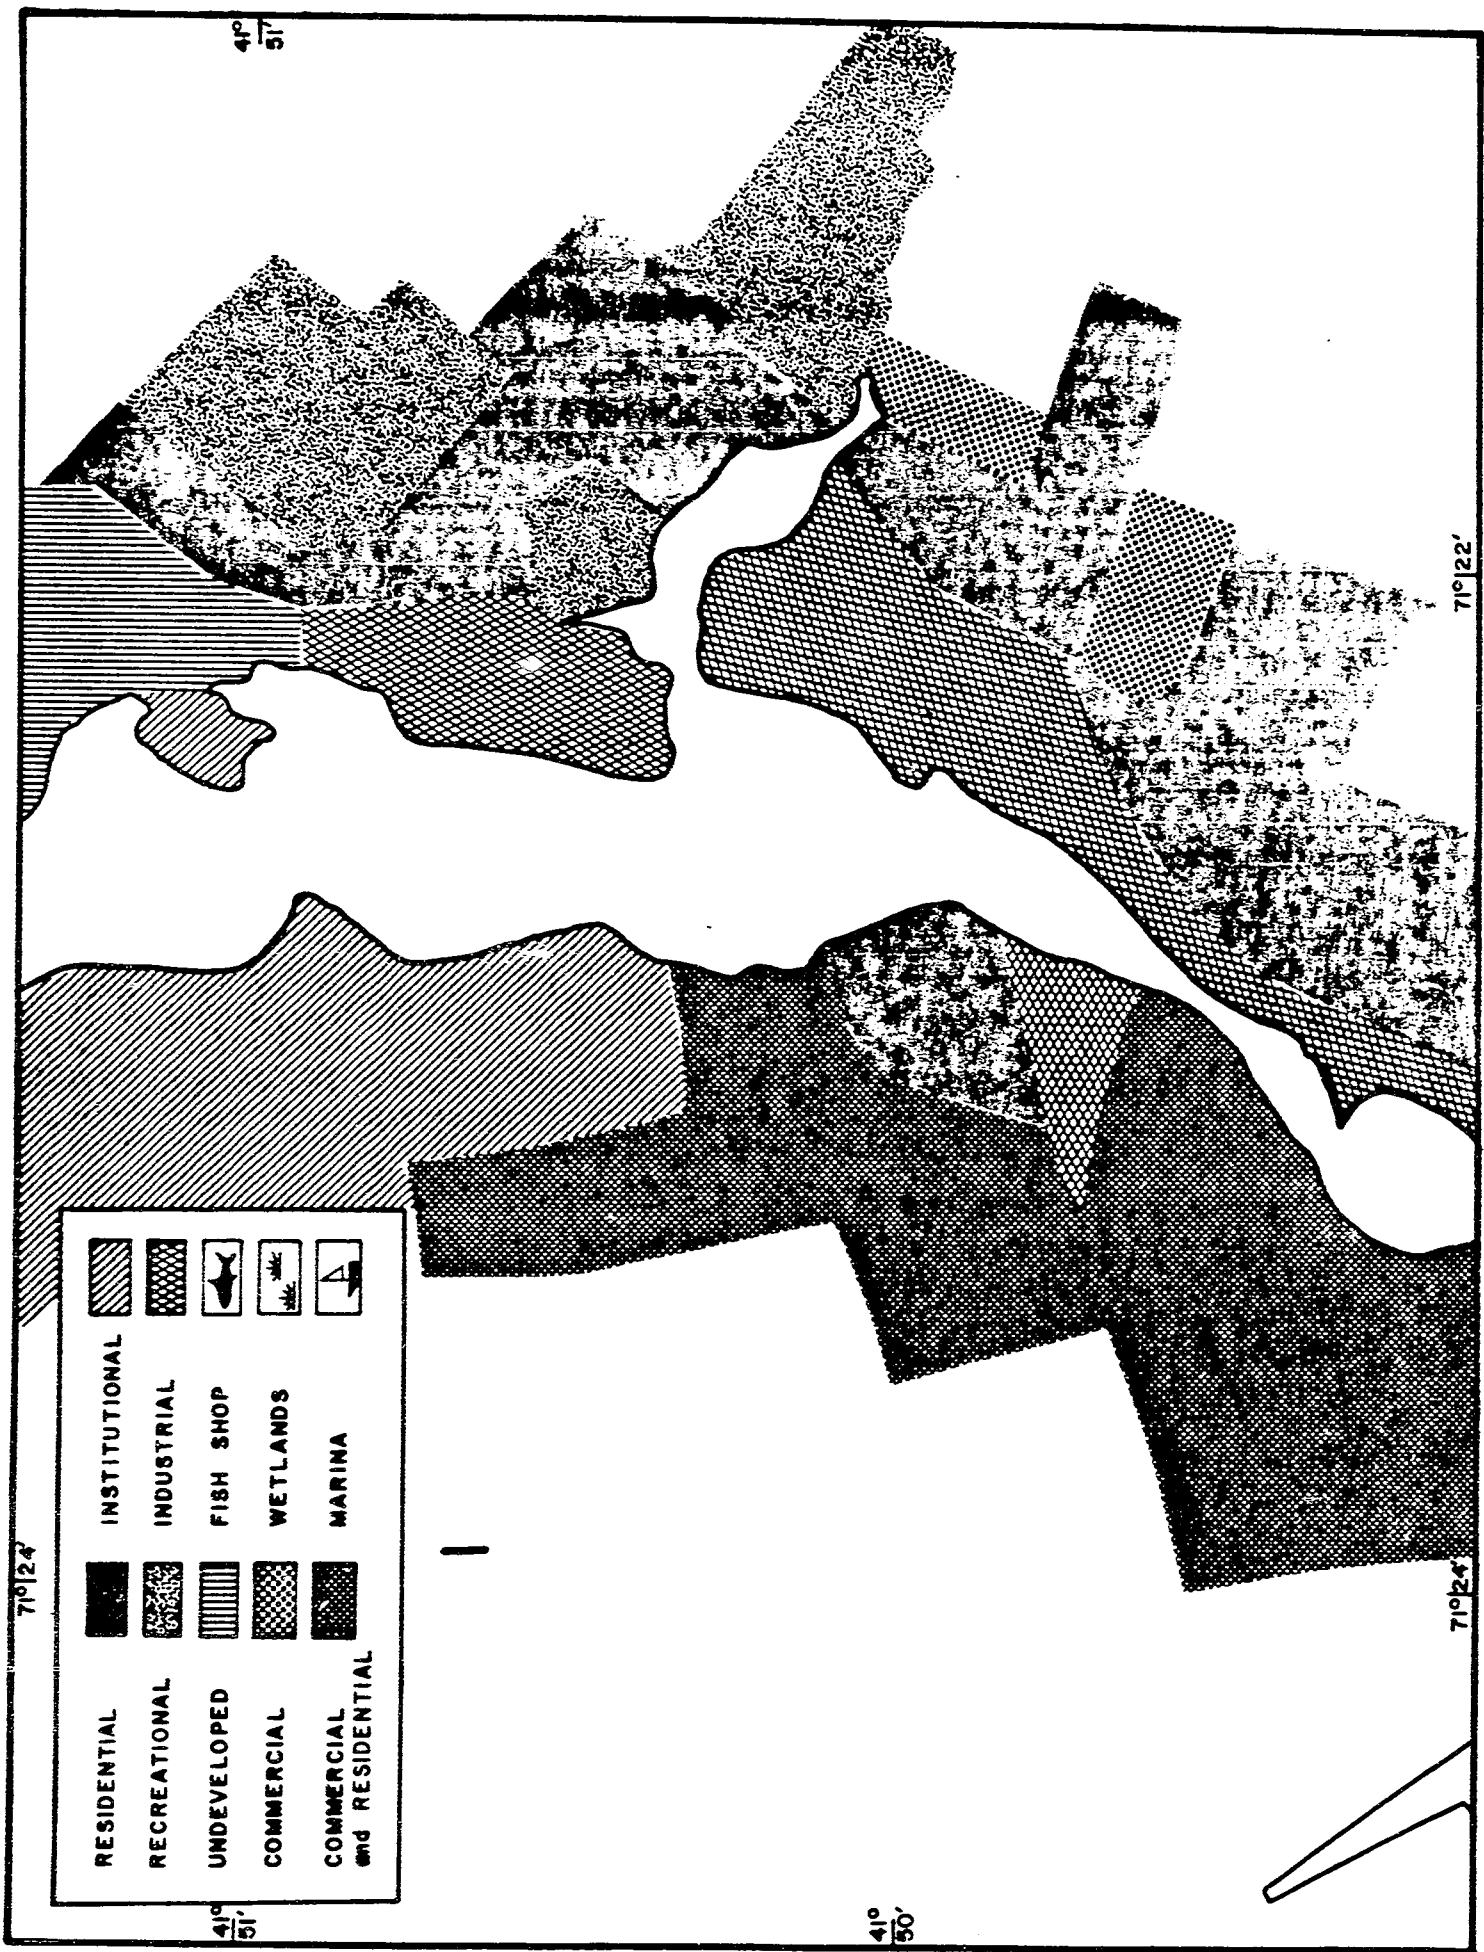 71°24'
41°
51'
RESIDENTIAL
RECREATIONAL
UNDEVELOPED
COMMERCIAL
COMMERCIAL
and RESIDENTIAL
INSTITUTIONAL
INDUSTRIAL
FISH SHOP
WETLANDS
MARINA
41°
51'
41°
50'
71°24'
71°22'